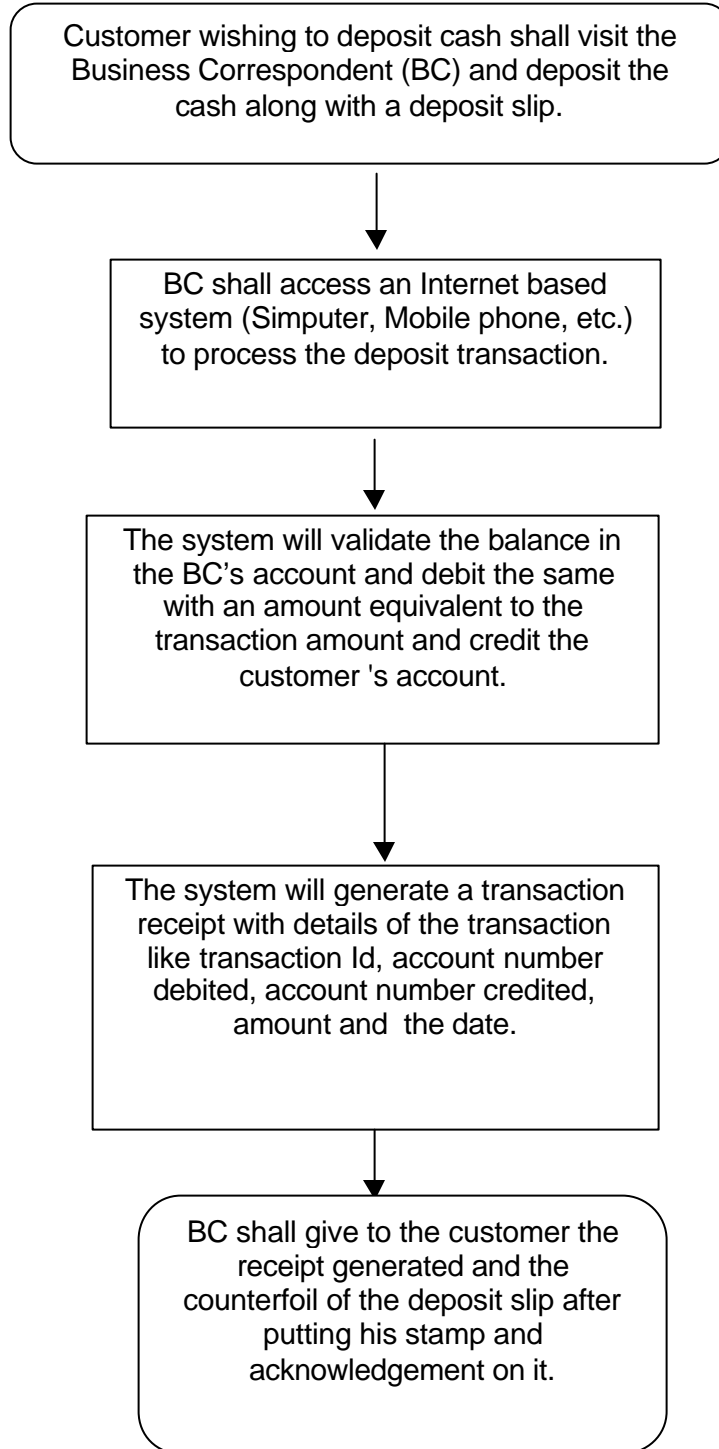 Customer wishing to deposit cash shall visit the
Business Correspondent (BC) and deposit the
cash along with a deposit slip.
BC shall access an Internet based
system (Simputer, Mobile phone, etc.)
to process the deposit transaction.
The system will validate the balance in
the BC’s account and debit the same
with an amount equivalent to the
transaction amount and credit the
customer 's account.
The system will generate a transaction
receipt with details of the transaction
like transaction Id, account number
debited, account number credited,
amount and  the date.
BC shall give to the customer the
receipt generated and the
counterfoil of the deposit slip after
putting his stamp and
acknowledgement on it.